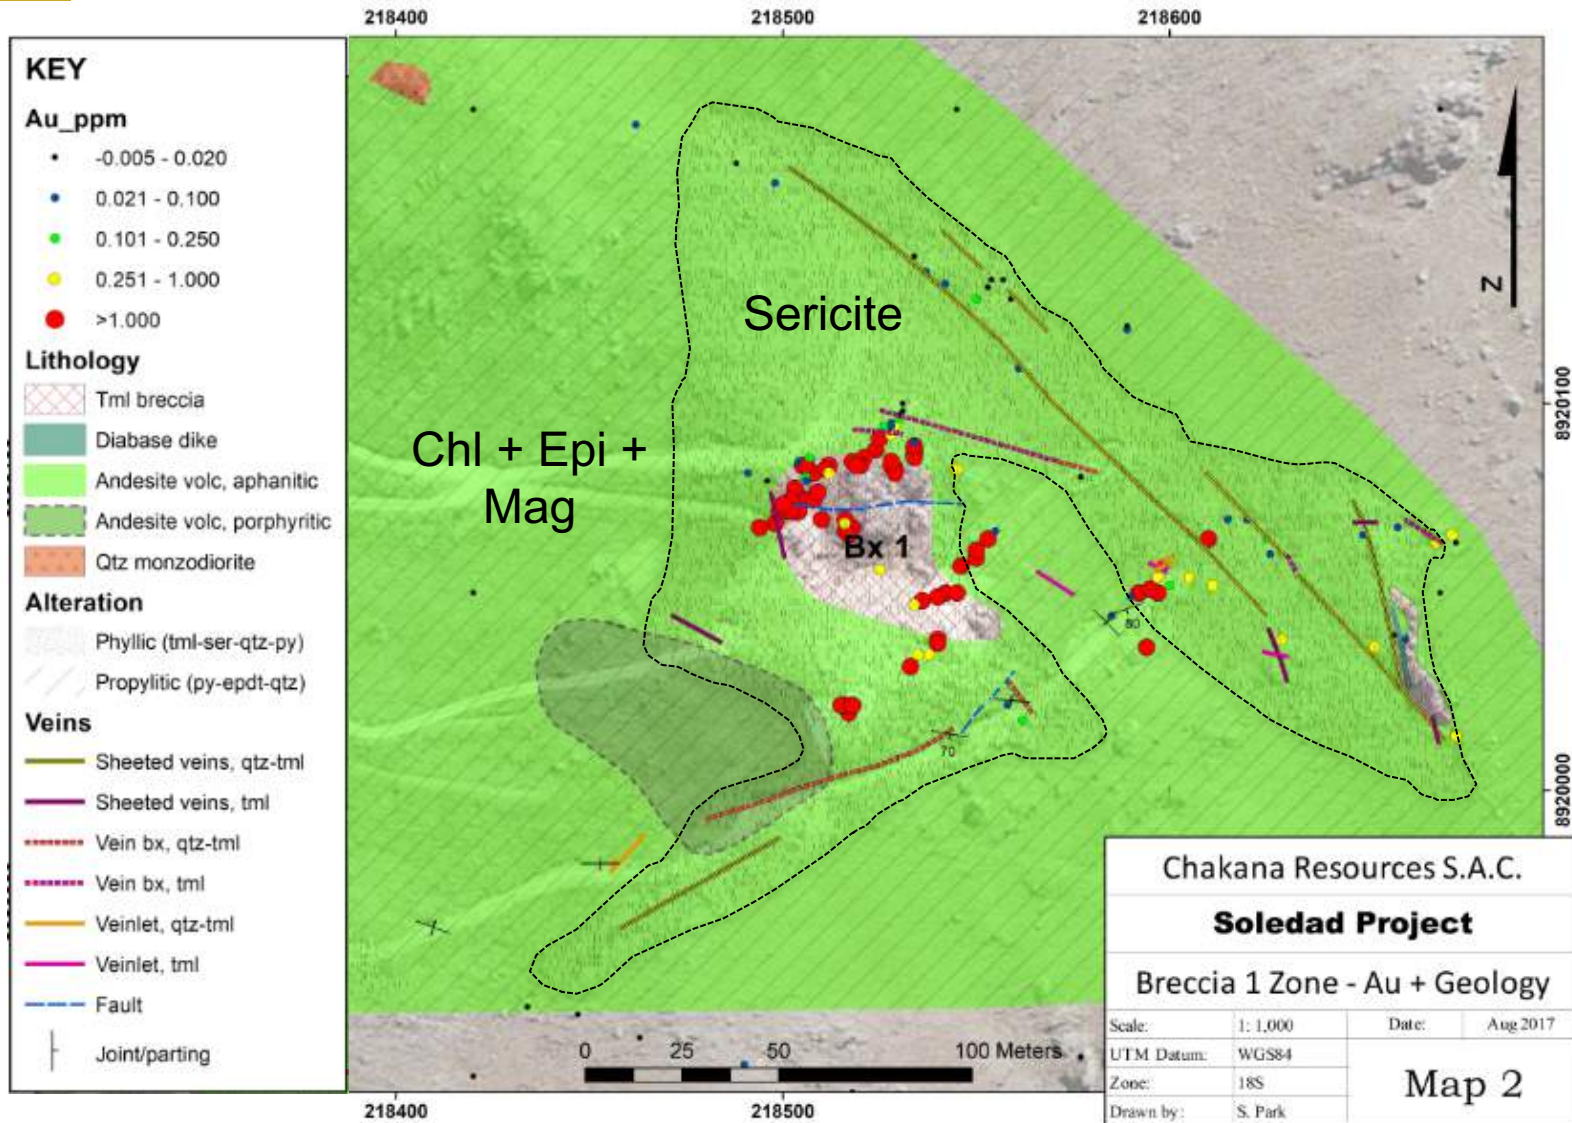 218400
218500
218600
KEY
Au_ppm
-0.005 - 0.020
0.021 - 0.100
0.101 - 0.250
0.251 - 1.000
>1.000
Lithology
Tml breccia
Diabase dike
Andesite volc, aphanitic
Andesite volc, porphyritic
Qtz monzodiorite
Alteration
Phyllic (tml-ser-qtz-py)
Propylitic (py-epdt-qtz)
Veins
Sheeted veins, qtz-tml
Sheeted veins, tml
Vein bx, qtz-tml
Vein bx, tml
Veinlet, qtz-tml
Veinlet, tml
Fault
Joint/parting
N
Sericite
8920100
Chl + Epi +
Mag
Bx 1
80
70
8920000
0 25 50 100 Meters
218400
218500
Chakana Resources S.A.C.
Soledad Project
Breccia 1 Zone - Au + Geology
Scale: 1: 1,000 Date: Aug 2017
UTM Datum: WGS84
Zone: 18S
Map 2
Drawn by: S. Park